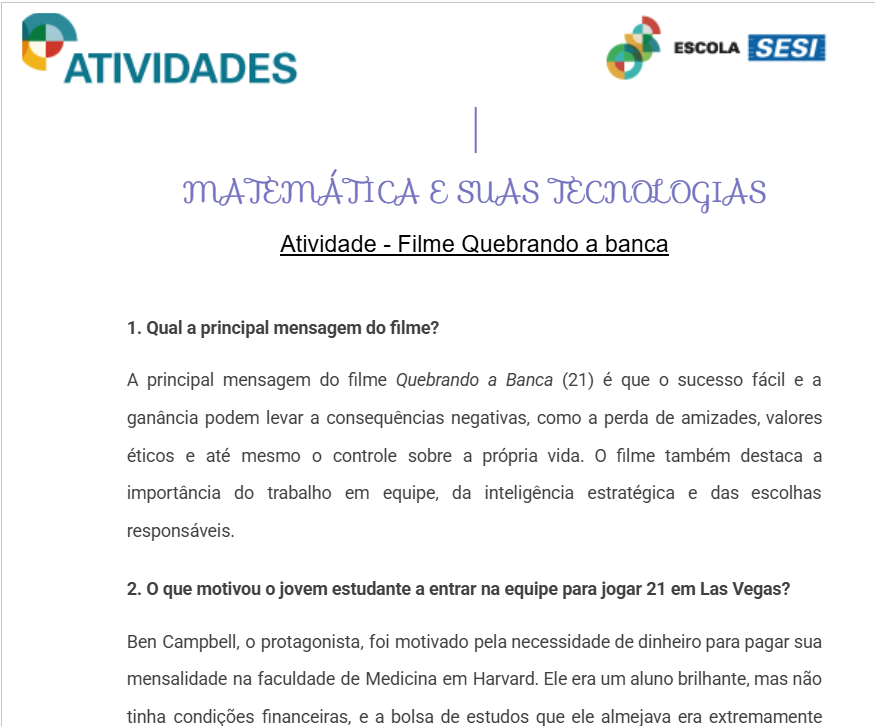 ATIVIDADES
ESCOLA SESI
MATEMÁTICA E SUAS TECNOLOGIAS
Atividade - Filme Quebrando a banca
1. Qual a principal mensagem do filme?
A principal mensagem do filme Quebrando a Banca (21) é que o sucesso fácil e a
ganância podem levar a consequências negativas, como a perda de amizades, valores
éticos e até mesmo o controle sobre a própria vida. O filme também destaca a
importância do trabalho em equipe, da inteligência estratégica e das escolhas
responsáveis.
2. O que motivou o jovem estudante a entrar na equipe para jogar 21 em Las Vegas?
Ben Campbell, o protagonista, foi motivado pela necessidade de dinheiro para pagar sua
mensalidade na faculdade de Medicina em Harvard. Ele era um aluno brilhante, mas não
tinha condições financeiras, e a bolsa de estudos que ele almejava era extremamente